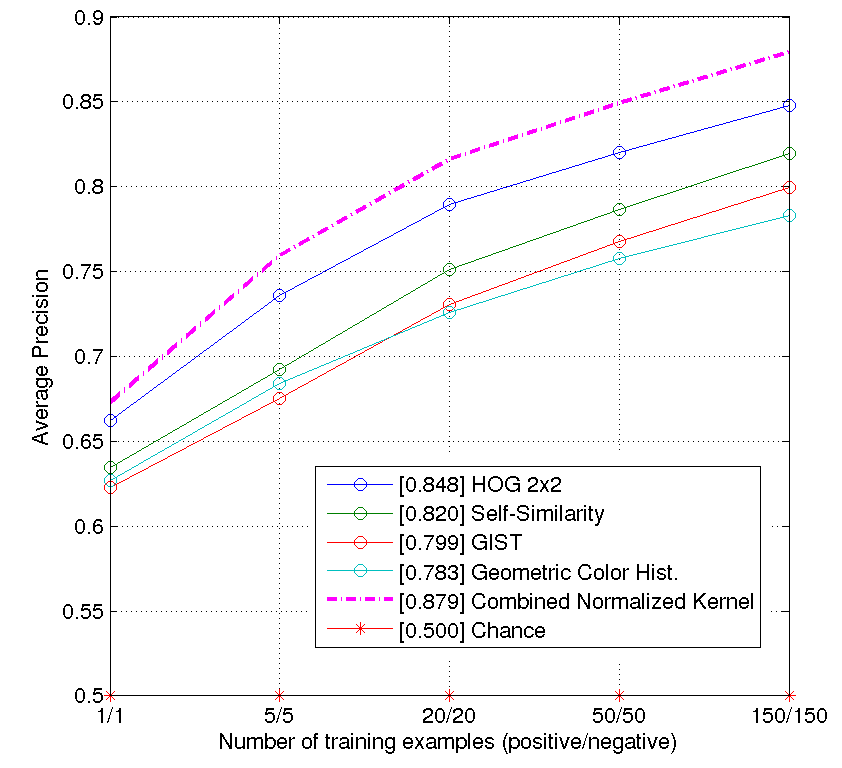 0.9
0.85
0.8
0.75
0.7
0.65
0.6
0.55
0.5
Average Precision
[0.848] HOG 2x2
[0.820] Self-Similarity
[0.799] GIST
[0.783] Geometric Color Hist.
[0.879] Combined Normalized Kernel
[0.500] Chance
1/1 5/5 20/20 50/50 150/150
Number of training examples (positive/negative)